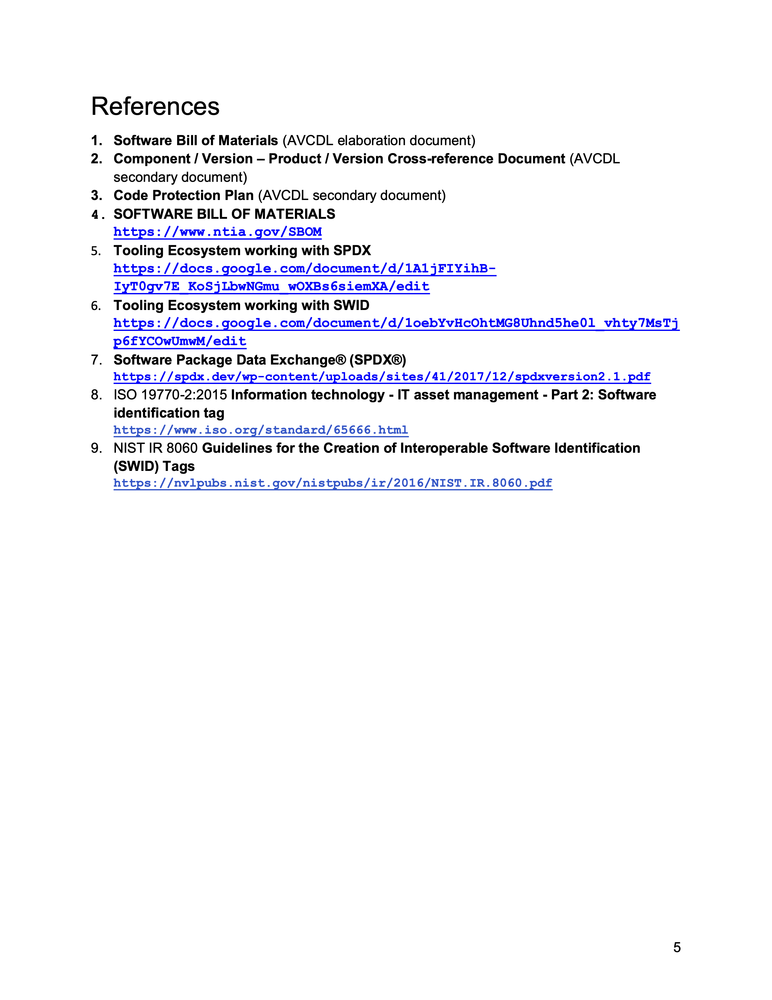 References
1. Software Bill of Materials (AVCDL elaboration document)
2. Component / Version – Product / Version Cross-reference Document (AVCDL
secondary document)
3. Code Protection Plan (AVCDL secondary document)
4. SOFTWARE BILL OF MATERIALS
https://www.ntia.gov/SBOM
5. Tooling Ecosystem working with SPDX
https://docs.google.com/document/d/1A1jFIYihB-
IyT0gv7E_KoSjLbwNGmu_wOXBs6siemXA/edit
6. Tooling Ecosystem working with SWID
https://docs.google.com/document/d/1oebYvHcOhtMG8Uhnd5he0l_vhty7MsTj
p6fYCOwUmwM/edit
7. Software Package Data Exchange® (SPDX®)
https://spdx.dev/wp-content/uploads/sites/41/2017/12/spdxversion2.1.pdf
8. ISO 19770-2:2015 Information technology - IT asset management - Part 2: Software
identification tag
https://www.iso.org/standard/65666.html
9. NIST IR 8060 Guidelines for the Creation of Interoperable Software Identification
(SWID) Tags
https://nvlpubs.nist.gov/nistpubs/ir/2016/NIST.IR.8060.pdf
5